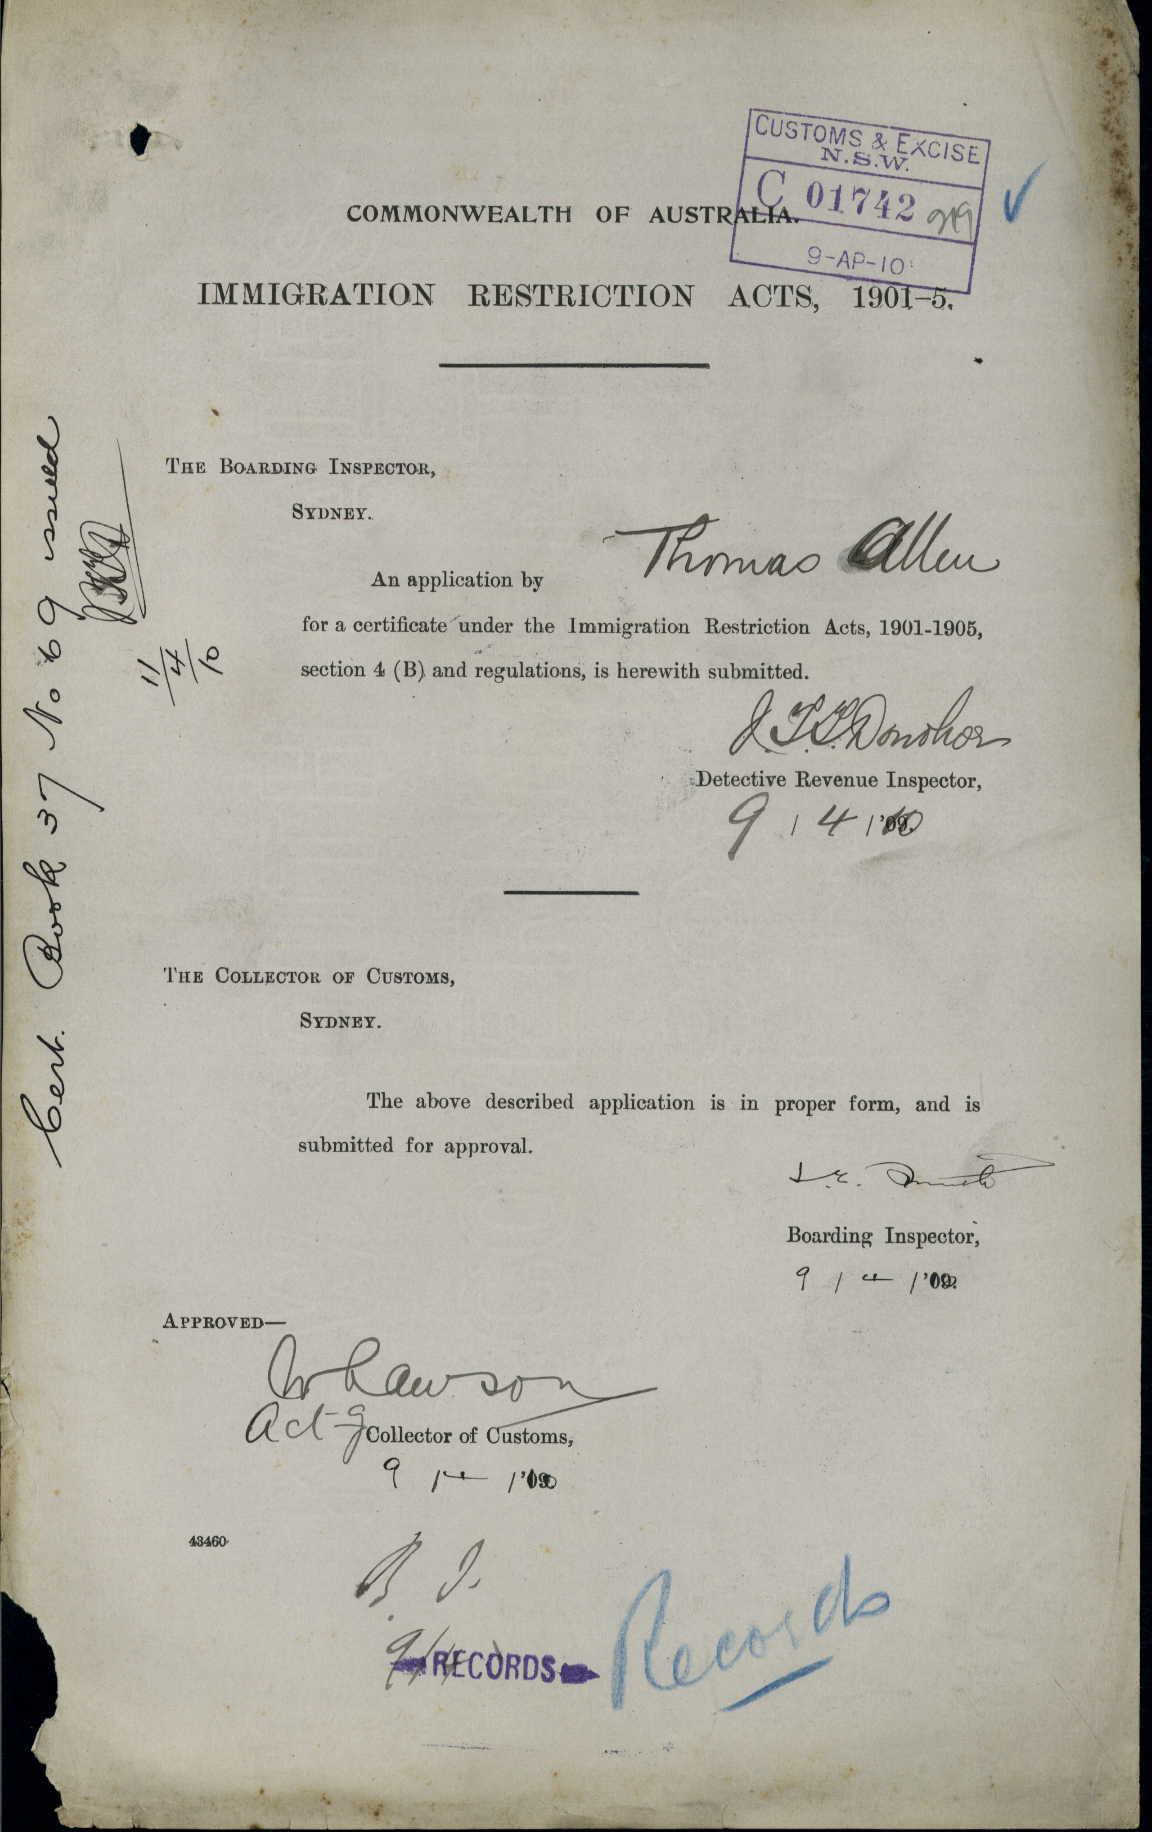 CUSTOMS & EXCISE
N.S.W.
C 01742
9-AP-10
COMMONWEALTH OF AUSTRALIA.
IMMIGRATION RESTRICTION ACTS, 1901-5.
THE BOARDING INSPECTOR,
SYDNEY.
An application by Thomas Allen
for a certificate under the Immigration Restriction Acts, 1901-1905,
section 4 (B) and regulations, is herewith submitted.
J.T.T. Donohoe
Detective Revenue Inspector,
9 / 4 / 10
Cert. Book 37 No 69 issued
11/4/10
THE COLLECTOR OF CUSTOMS,
SYDNEY.
The above described application is in proper form, and is
submitted for approval.
Boarding Inspector,
9 / 4 / '10
APPROVED—
Lawson
Actg Collector of Customs,
9 / 4 / '10
43460
B. I.
9/4
RECORDS
Records